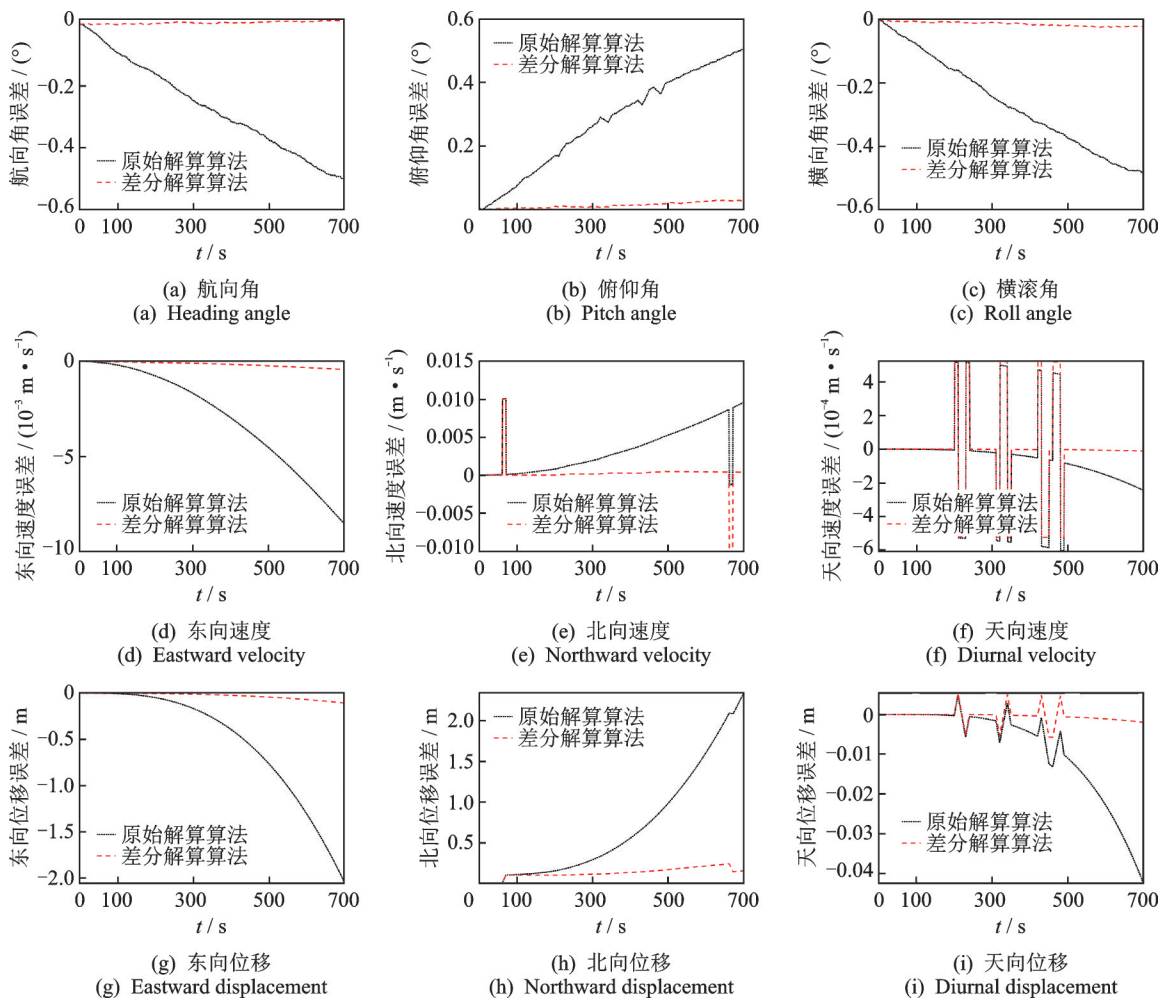 航向角误差 / (°)
0
−0.2
−0.4
−0.6
原始解算算法
差分解算算法
100 300 500 700
t / s
(a) 航向角
(a) Heading angle
俯仰角误差 / (°)
0.6
0.4
0.2
原始解算算法
差分解算算法
100 300 500 700
t / s
(b) 俯仰角
(b) Pitch angle
横向角误差 / (°)
0
−0.2
−0.4
−0.6
原始解算算法
差分解算算法
100 300 500 700
t / s
(c) 横滚角
(c) Roll angle
东向速度误差 / (10⁻³ m • s⁻¹)
0
−5
−10
原始解算算法
差分解算算法
0 100 300 500 700
t / s
(d) 东向速度
(d) Eastward velocity
北向速度误差 / (m • s⁻¹)
0.015
0.010
0.005
0
−0.005
−0.010
原始解算算法
差分解算算法
0 100 300 500 700
t / s
(e) 北向速度
(e) Northward velocity
天向速度误差 / (10⁻⁴ m • s⁻¹)
4
2
0
−2
−4
−6
原始解算算法
差分解算算法
0 100 300 500 700
t / s
(f) 天向速度
(f) Diurnal velocity
东向位移误差 / m
0
−0.5
−1.0
−1.5
−2.0
原始解算算法
差分解算算法
0 100 300 500 700
t / s
(g) 东向位移
(g) Eastward displacement
北向位移误差 / m
2.0
1.5
1.0
0.5
原始解算算法
差分解算算法
0 100 300 500 700
t / s
(h) 北向位移
(h) Northward displacement
天向位移误差 / m
0
−0.01
−0.02
−0.03
−0.04
原始解算算法
差分解算算法
0 100 300 500 700
t / s
(i) 天向位移
(i) Diurnal displacement